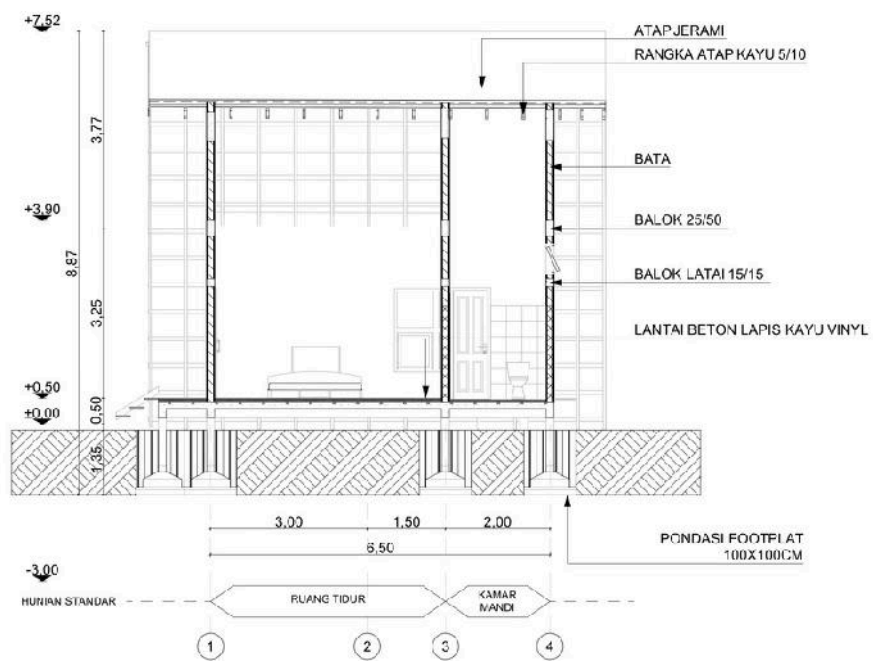 +7,52
ATAP JERAMI
RANGKA ATAP KAYU 5/10
3,77
BATA
+3,90
BALOK 25/50
8,87
BALOK LATAI 15/15
3,25
LANTAI BETON LAPIS KAYU VINYL
+0,50
0,50
±0,00
1,35
3,00
1,50
2,00
6,50
PONDASI FOOTPLAT
100X100CM
-3,00
HUNIAN STANDAR
RUANG TIDUR
KAMAR
MANDI
1
2
3
4